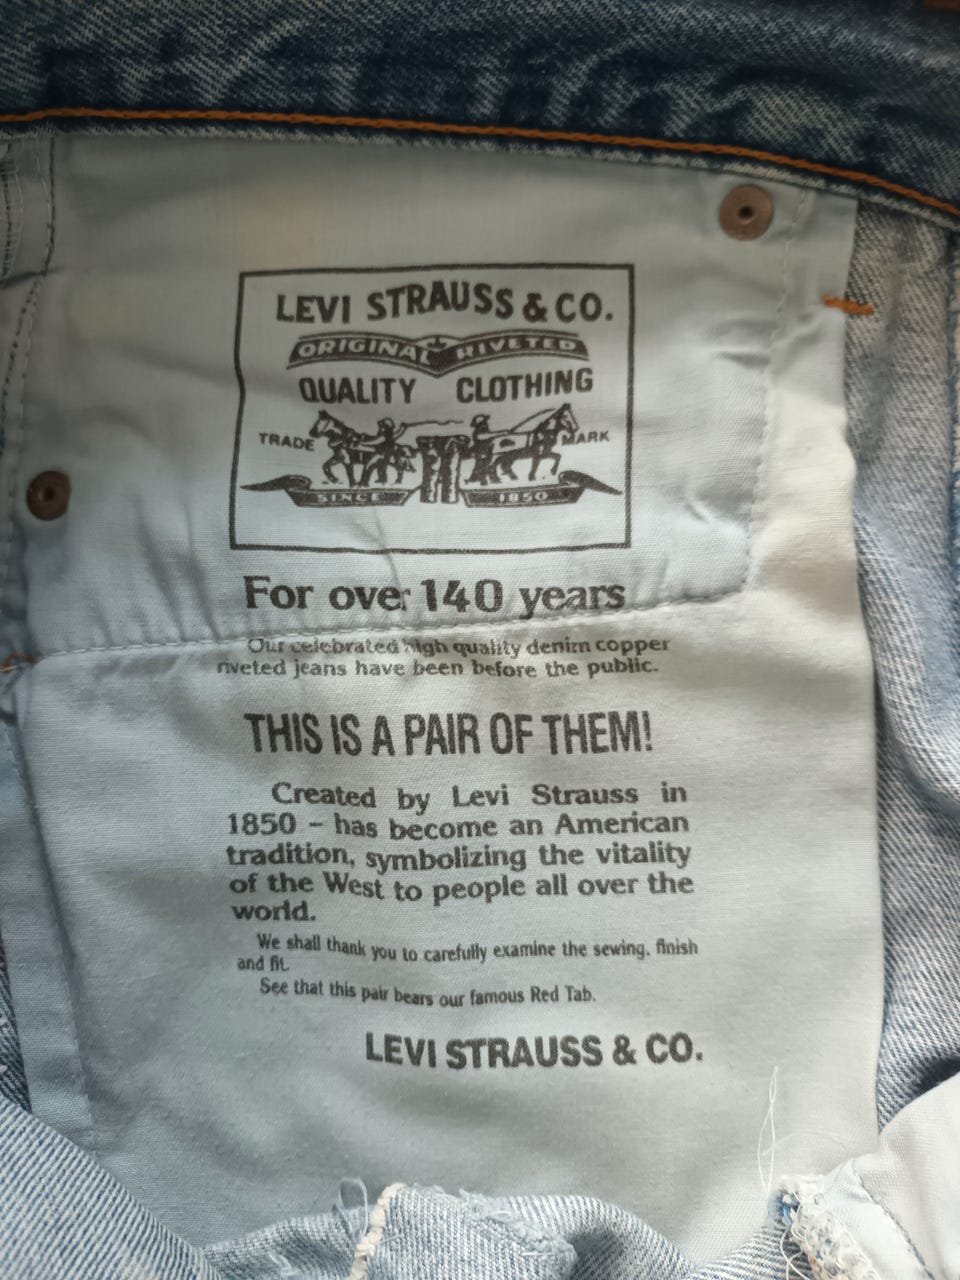 LEVI STRAUSS & CO.
ORIGINAL RIVETED
QUALITY CLOTHING
TRADE MARK
SINCE 1850
For over 140 years
Our celebrated high quality denim copper
riveted jeans have been before the public.
THIS IS A PAIR OF THEM!
Created by Levi Strauss in
1850 – has become an American
tradition, symbolizing the vitality
of the West to people all over the
world.
We shall thank you to carefully examine the sewing, finish
and fit.
See that this pair bears our famous Red Tab.
LEVI STRAUSS & CO.